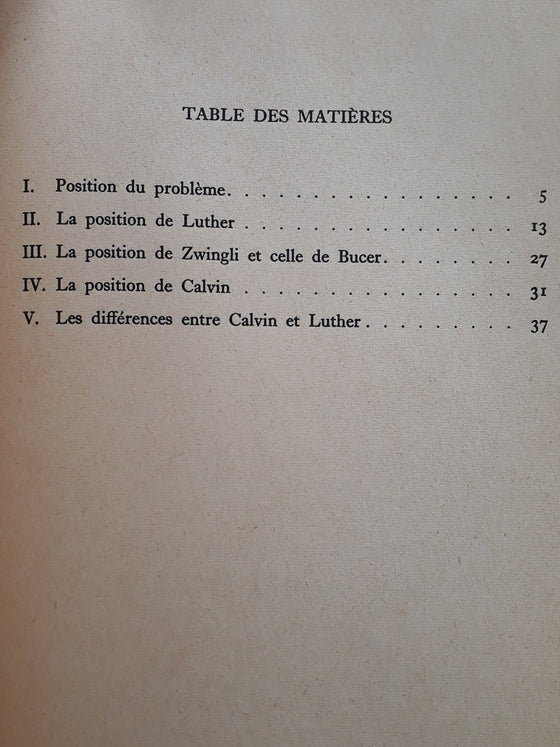 TABLE DES MATIÈRES
I. Position du problème. . . . . . . . . . . . . . . . . 5
II. La position de Luther . . . . . . . . . . . . . . . . 13
III. La position de Zwingli et celle de Bucer. . . . . . . . 27
IV. La position de Calvin . . . . . . . . . . . . . . . . 31
V. Les différences entre Calvin et Luther . . . . . . . . . 37